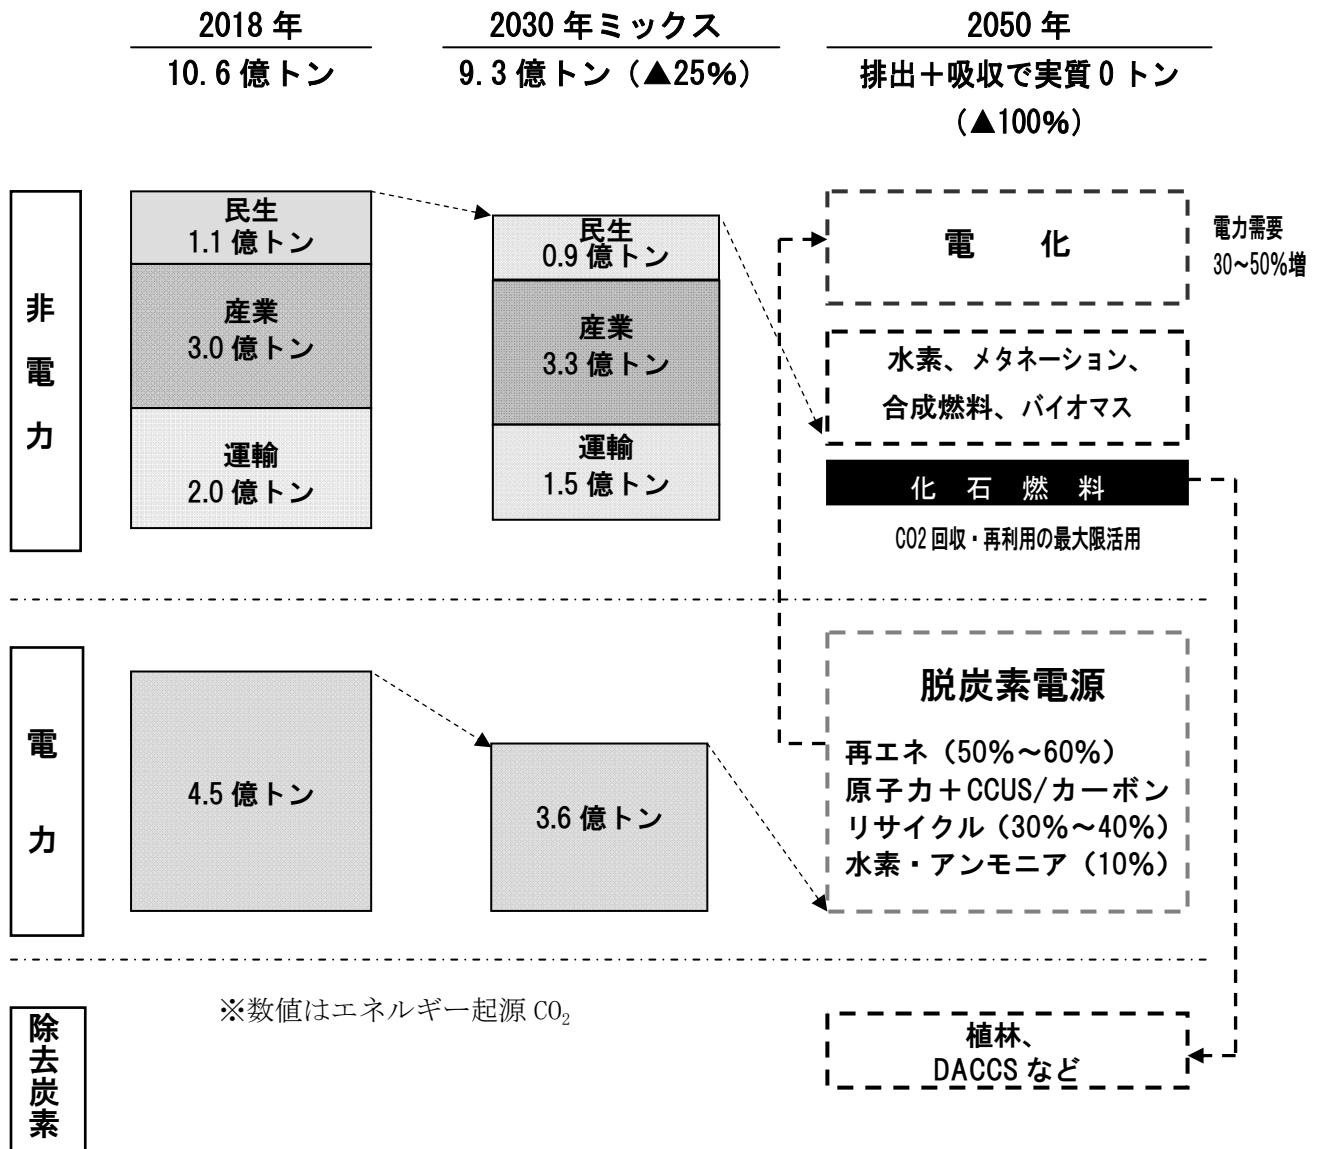 2018 年
10.6 億トン
2030 年ミックス
9.3 億トン（▲25%）
2050 年
排出＋吸収で実質 0 トン
（▲100%）
非電力
民生
1.1 億トン
産業
3.0 億トン
運輸
2.0 億トン
民生
0.9 億トン
産業
3.3 億トン
運輸
1.5 億トン
電 化
電力需要
30～50%増
水素、メタネーション、
合成燃料、バイオマス
化 石 燃 料
CO2 回収・再利用の最大限活用
電力
4.5 億トン
3.6 億トン
脱炭素電源
再エネ（50%～60%）
原子力＋CCUS/カーボン
リサイクル（30%～40%）
水素・アンモニア（10%）
除去炭素
※数値はエネルギー起源 CO₂
植林、
DACCS など